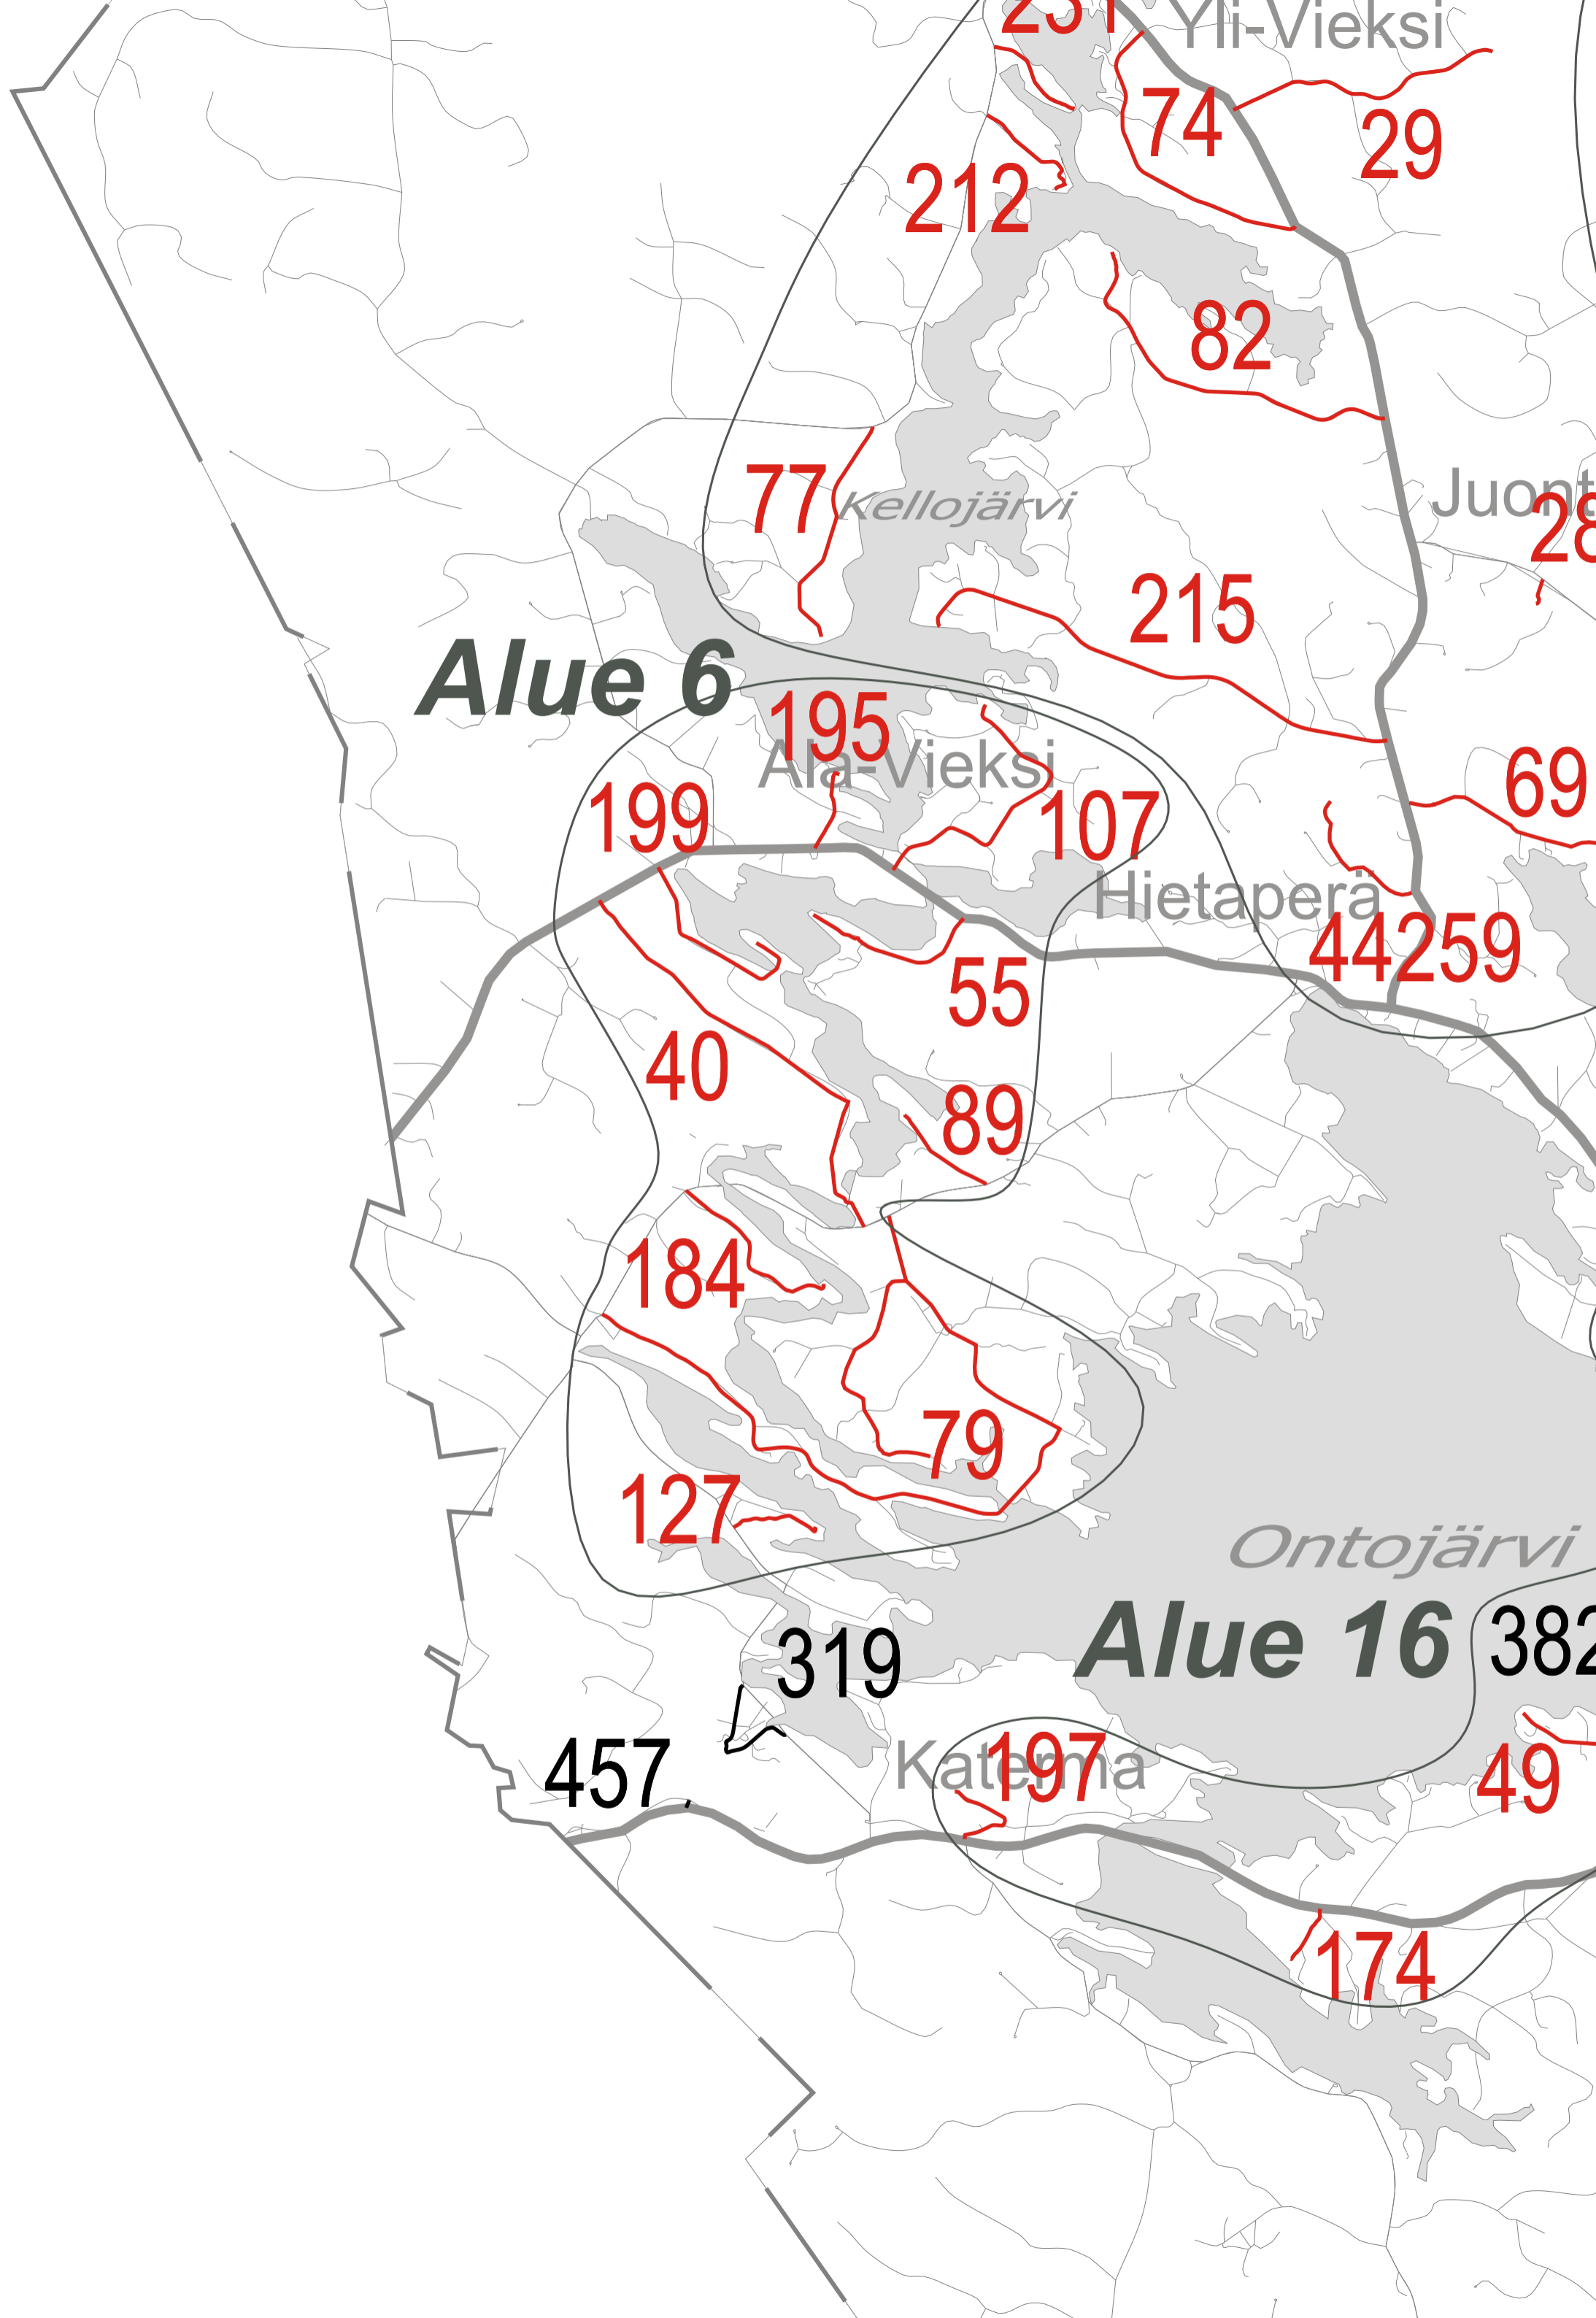 231
Yli-Vieksi
74
29
212
82
77
Kellojärvi
Juont
28
215
Alue 6
195
Ala-Vieksi
69
199
107
Hietaperä
44259
55
40
89
184
79
127
Ontojärvi
Alue 16
382
319
457
Katerma
197
49
174